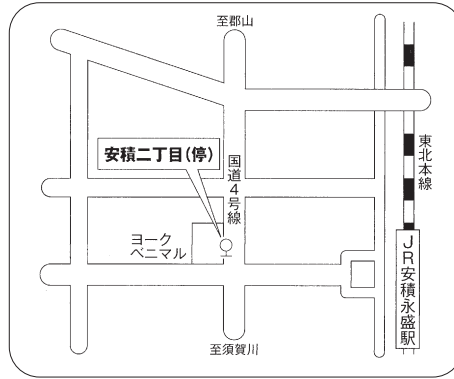 至郡山
東北本線
国道4号線
安積二丁目(停)
ヨーク
ベニマル
JR安積永盛駅
至須賀川